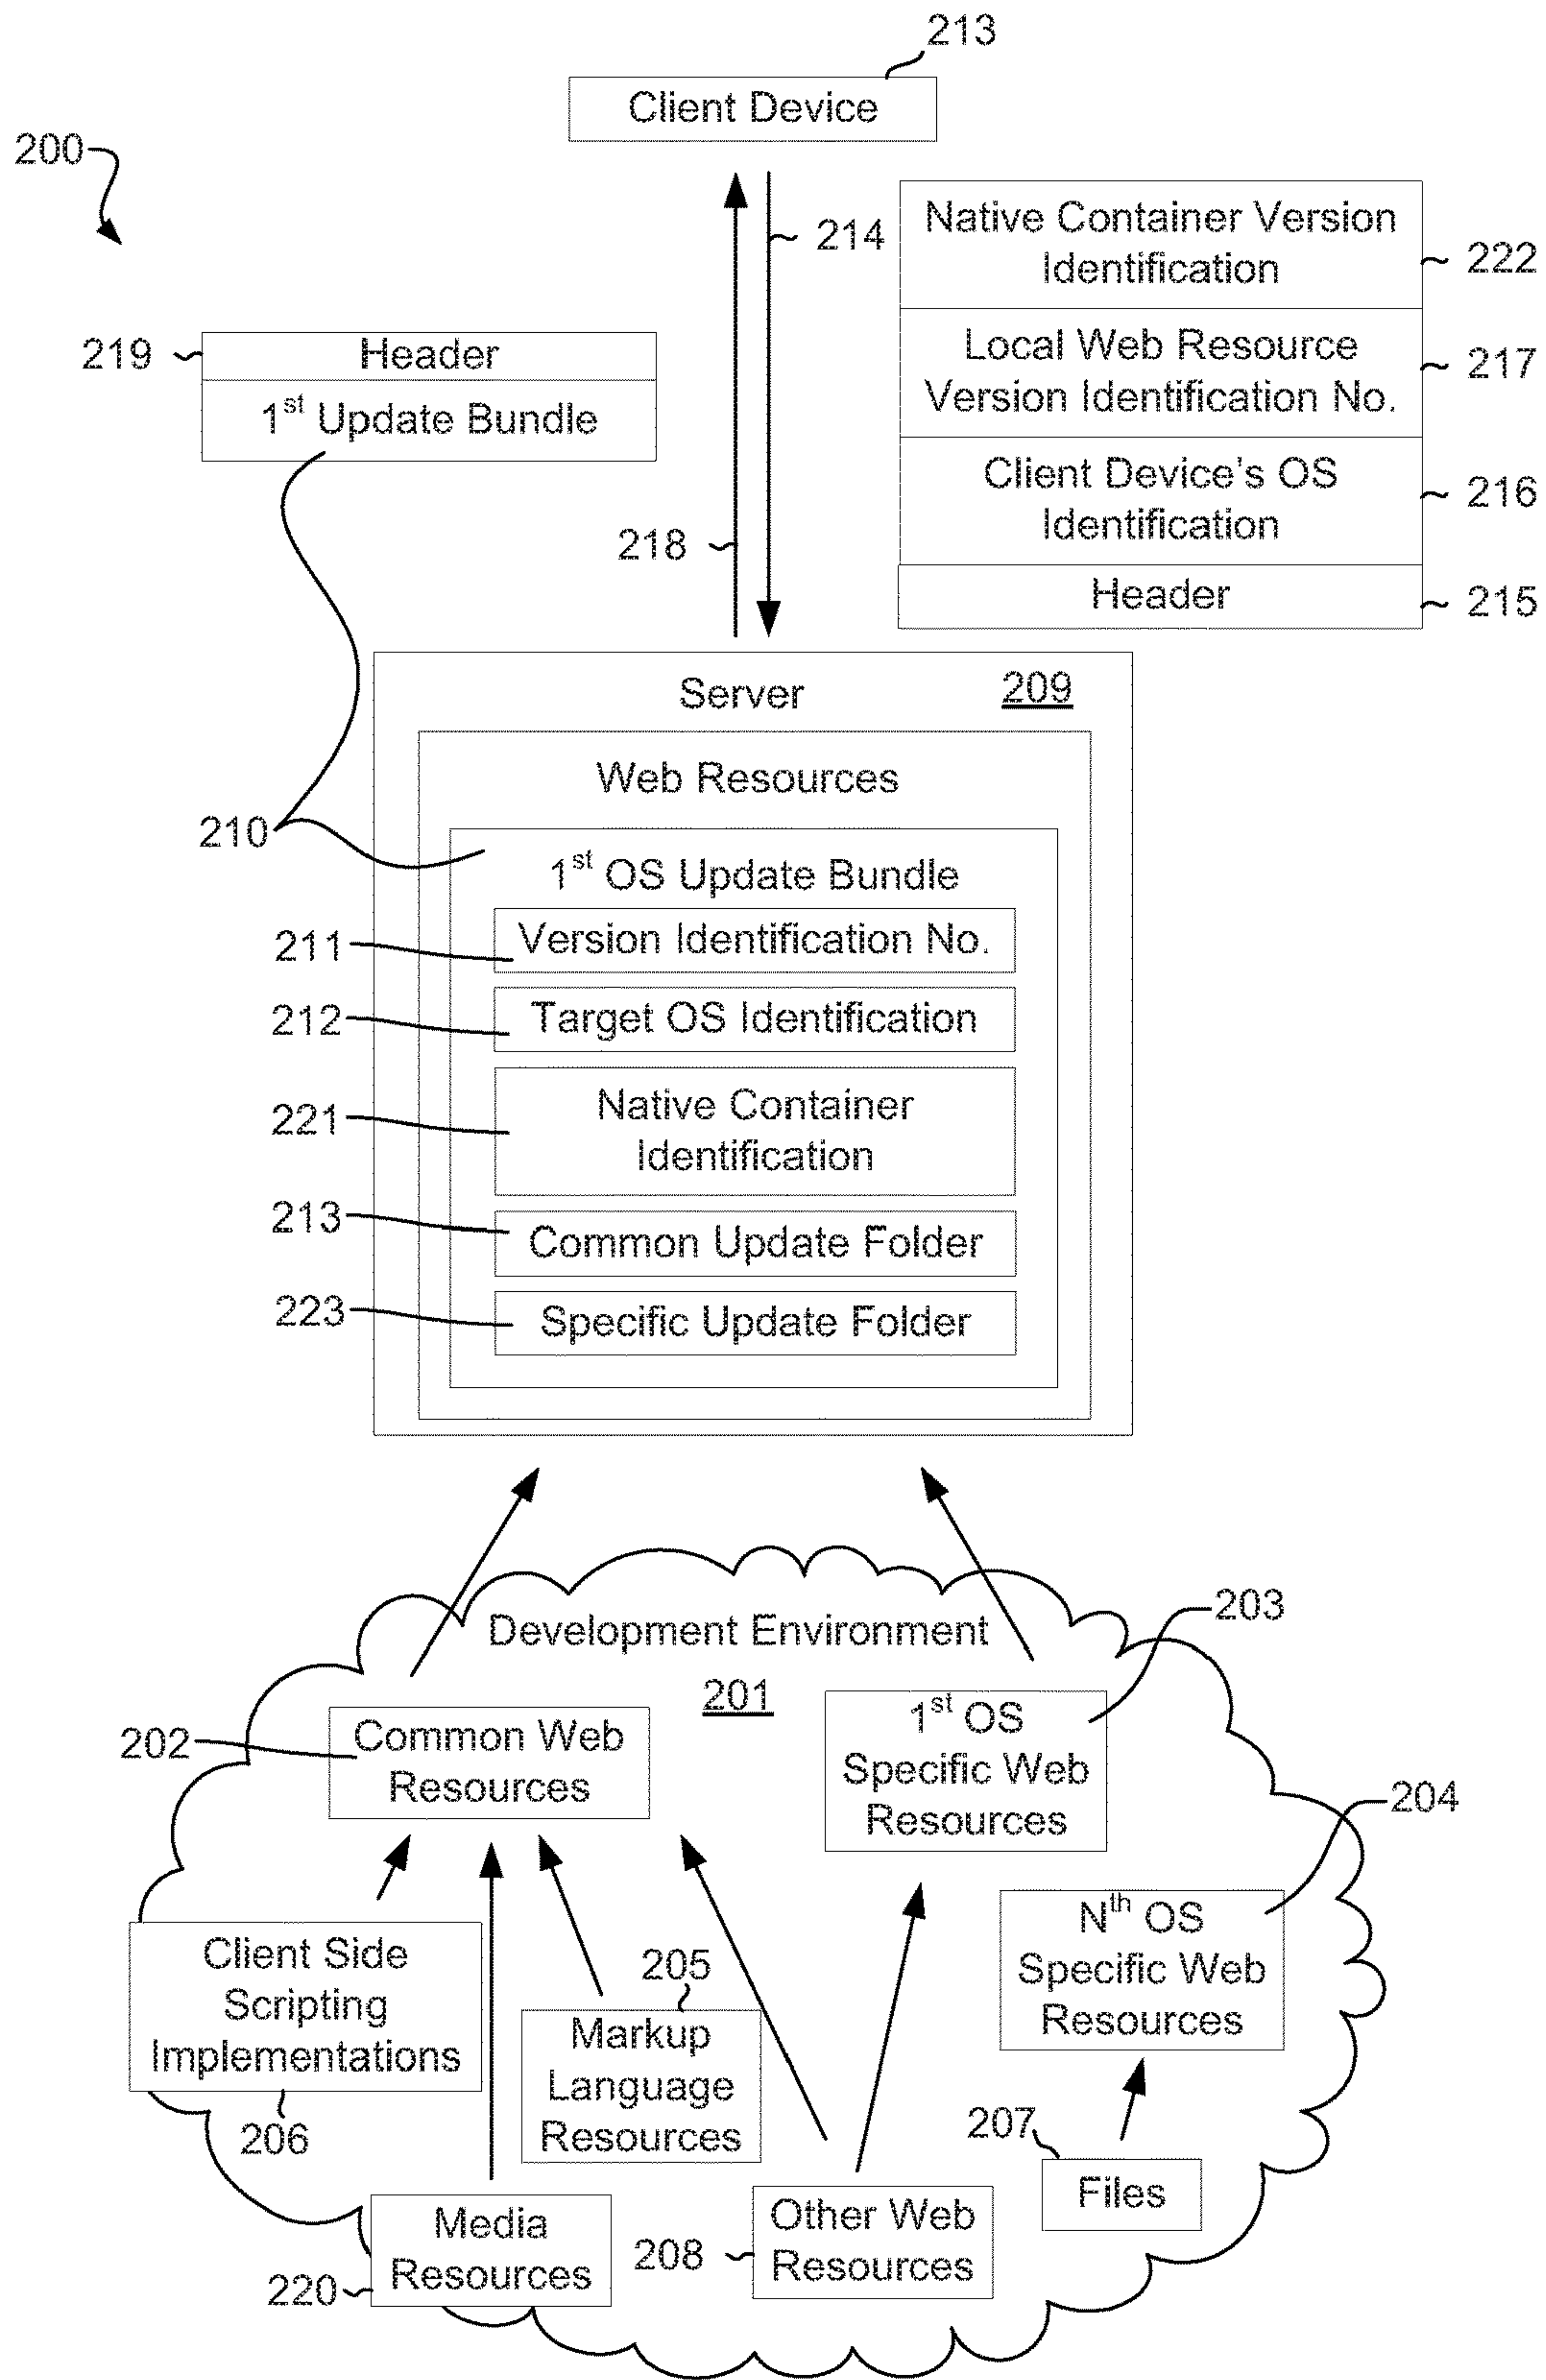 213
Client Device
200
214
Native Container Version
Identification
222
Local Web Resource
Version Identification No.
217
Client Device's OS
Identification
216
Header
215
219
Header
1st Update Bundle
218
Server
209
Web Resources
210
1st OS Update Bundle
211
Version Identification No.
212
Target OS Identification
221
Native Container
Identification
213
Common Update Folder
223
Specific Update Folder
Development Environment
201
203
202
Common Web
Resources
1st OS
Specific Web
Resources
204
Client Side
Scripting
Implementations
206
205
Markup
Language
Resources
Nth OS
Specific Web
Resources
207
Files
Media
Resources
220
208
Other Web
Resources